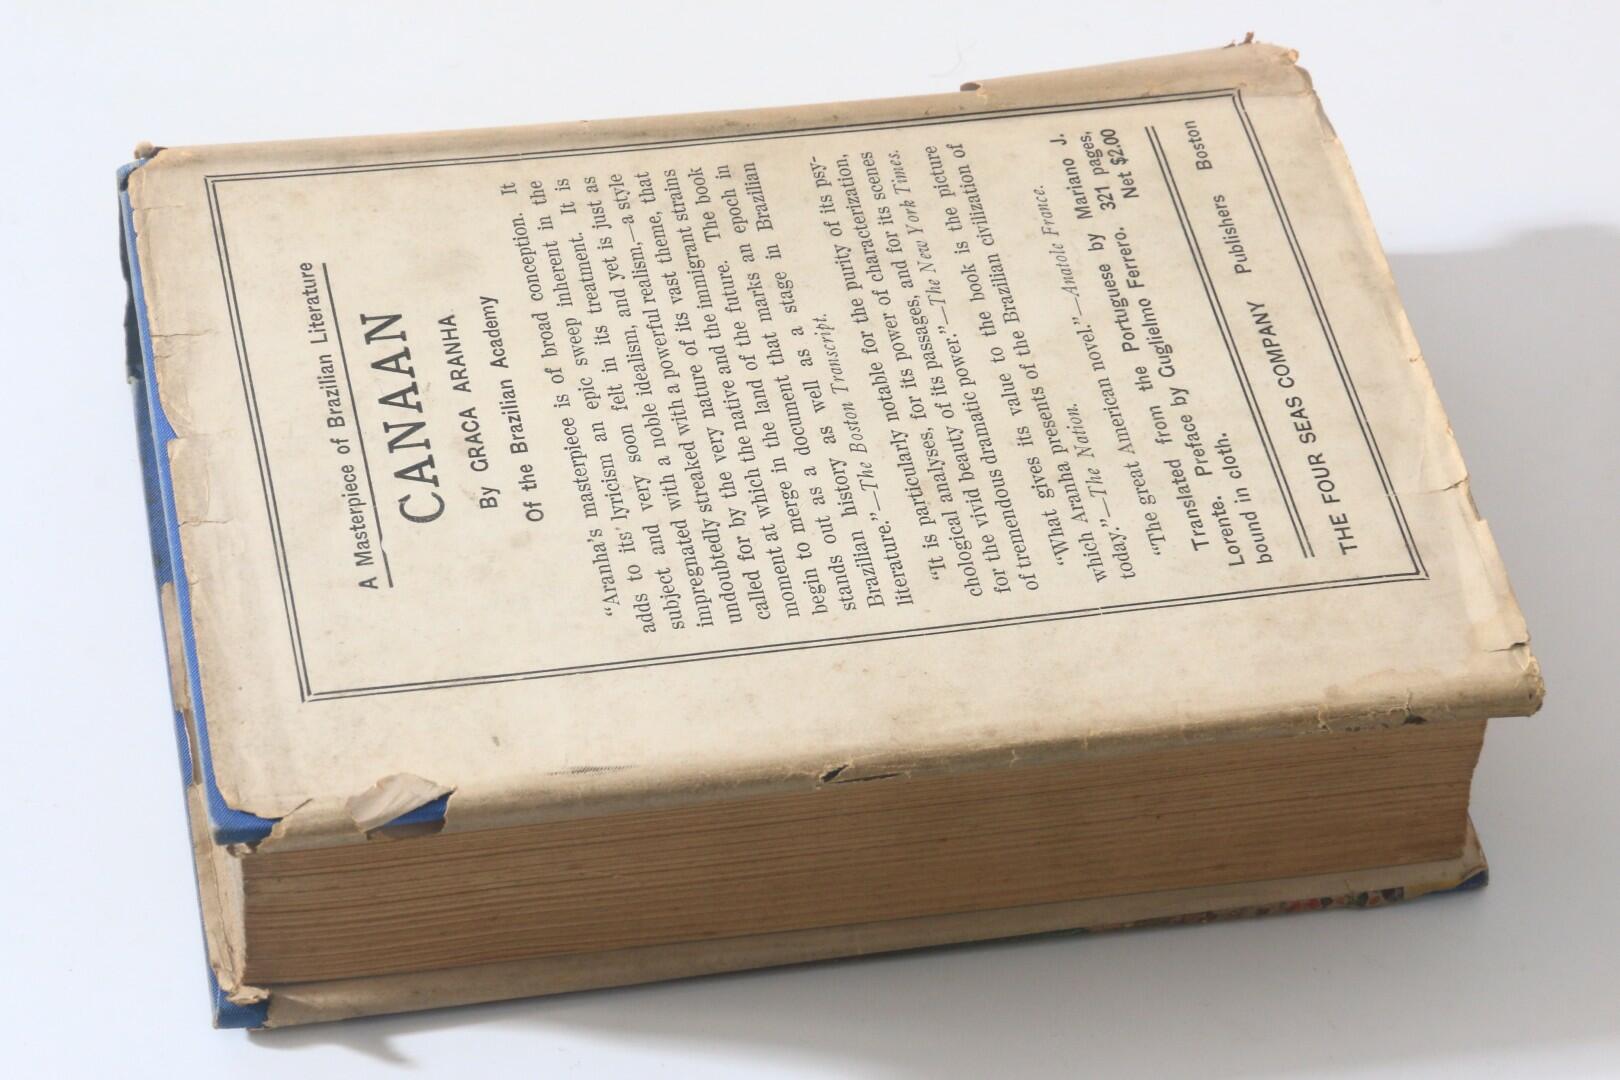 A Masterpiece of Brazilian Literature
CANAAN
By GRACA ARANHA.
Of the Brazilian Academy
“Aranha's masterpiece is of broad conception. It
adds to its' lyricism an epic sweep inherent in the
subject and very soon felt in its treatment. It is
impregnated with a noble idealism, and yet is just as
undoubtedly streaked with a powerful realism,—a style
called for by the very nature of its vast theme, that
moment at which the native and the immigrant strains
begin to merge in the land of the future. The book
stands out as a document that marks an epoch in
Brazilian history as well as a stage in Brazilian
literature.”—The Boston Transcript.
“It is particularly notable for the purity of its psy-
chological analyses, for its power of characterization,
for the vivid beauty of its passages, and for its scenes
of tremendous dramatic power.”—The New York Times.
“What gives its value to the book is the picture
which Aranha presents of the Brazilian civilization of
today.”—The Nation.
“The great American novel.”—Anatole France.
Translated from the Portuguese by Mariano J.
Lorente. Preface by Guglielmo Ferrero. 321 pages,
bound in cloth. Net $2.00
THE FOUR SEAS COMPANY Publishers Boston